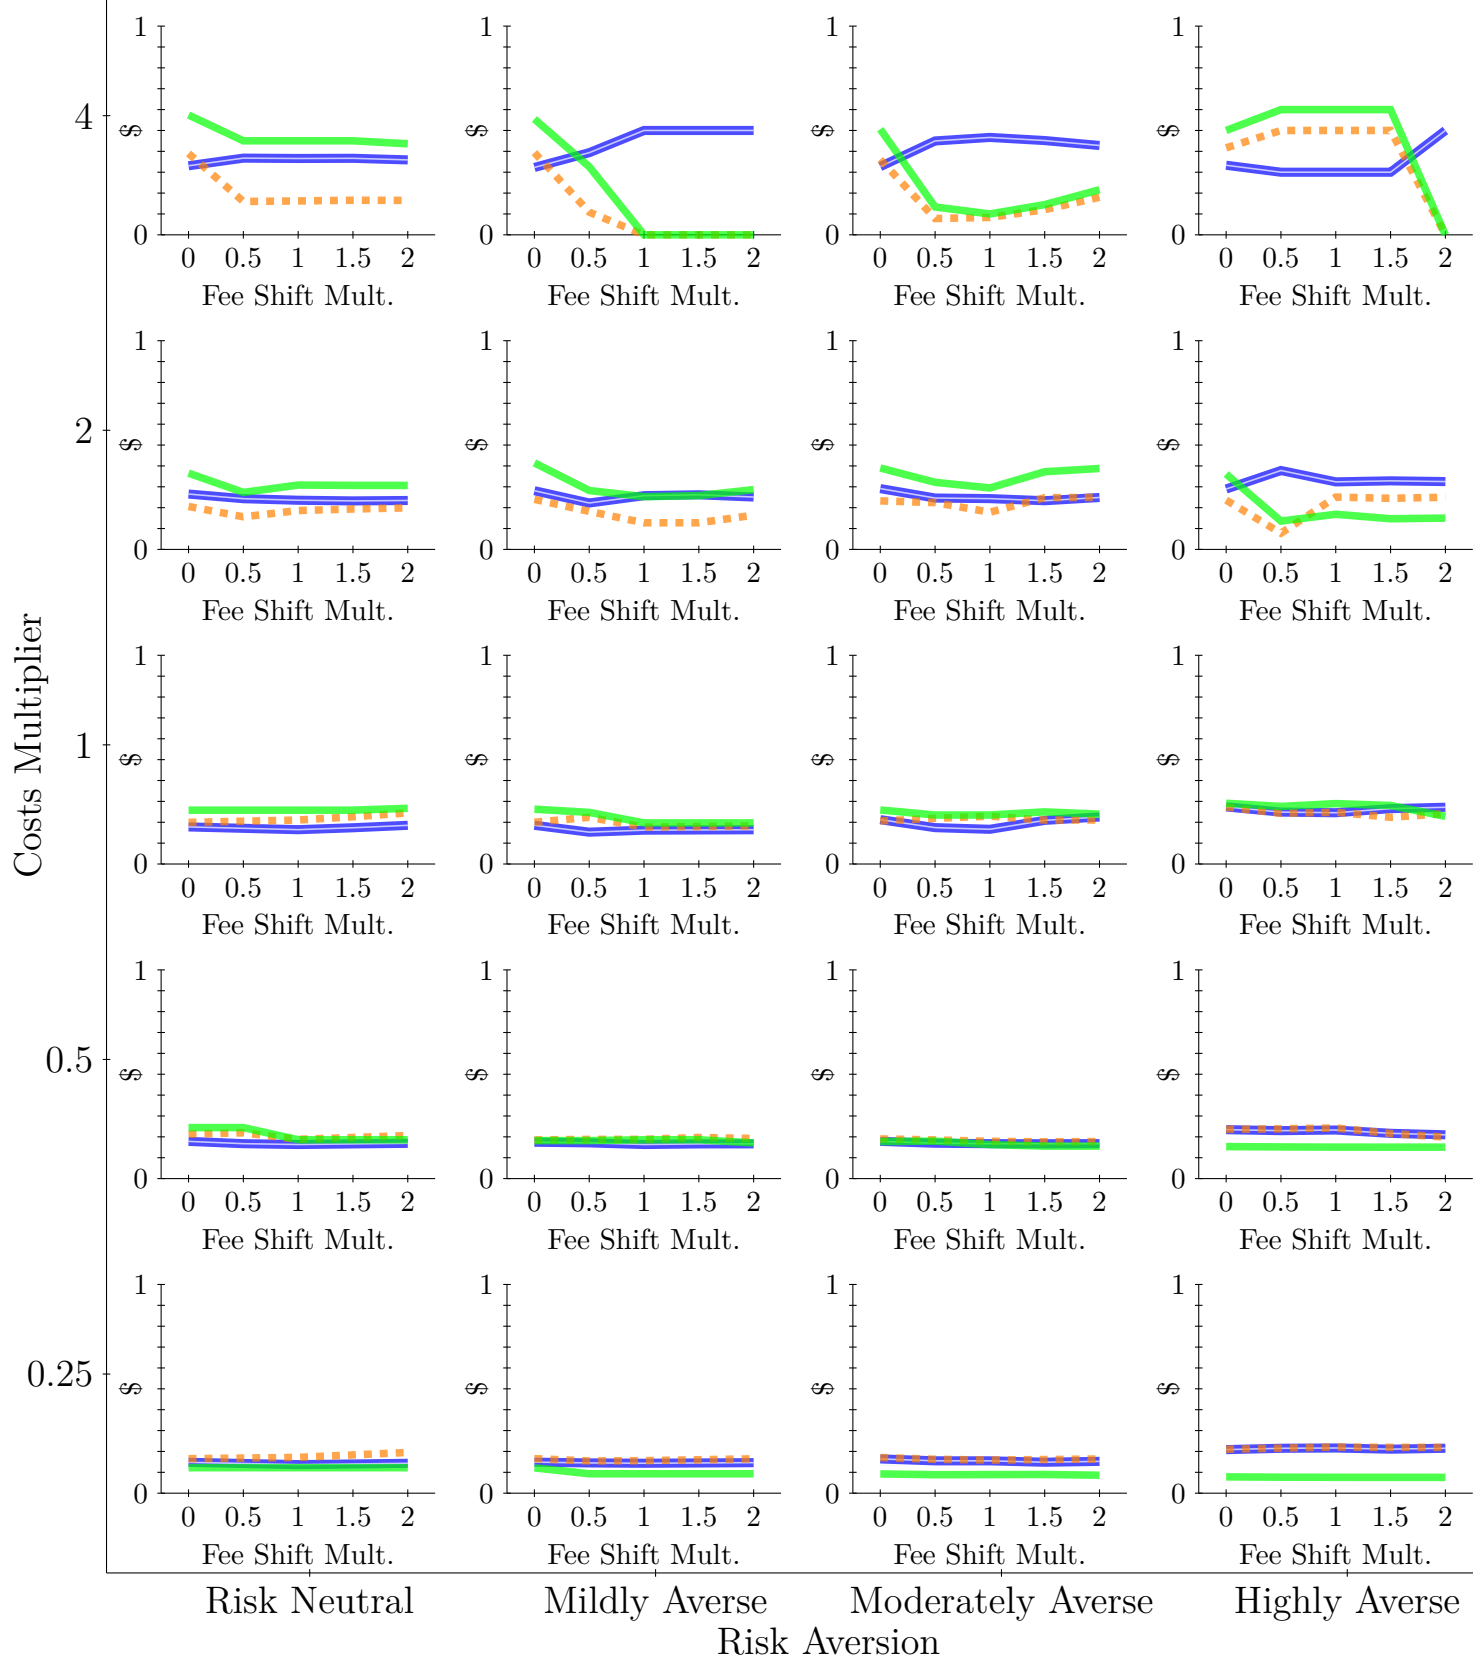 1 1 1 1
4 $ $ $ $
0 0 0 0
0 0.5 1 1.5 2 0 0.5 1 1.5 2 0 0.5 1 1.5 2 0 0.5 1 1.5 2
Fee Shift Mult. Fee Shift Mult. Fee Shift Mult. Fee Shift Mult.
1 1 1 1
2 $ $ $ $
0 0 0 0
0 0.5 1 1.5 2 0 0.5 1 1.5 2 0 0.5 1 1.5 2 0 0.5 1 1.5 2
Fee Shift Mult. Fee Shift Mult. Fee Shift Mult. Fee Shift Mult.
Costs Multiplier
1 1 1 1
1 $ $ $ $
0 0 0 0
0 0.5 1 1.5 2 0 0.5 1 1.5 2 0 0.5 1 1.5 2 0 0.5 1 1.5 2
Fee Shift Mult. Fee Shift Mult. Fee Shift Mult. Fee Shift Mult.
1 1 1 1
0.5 $ $ $ $
0 0 0 0
0 0.5 1 1.5 2 0 0.5 1 1.5 2 0 0.5 1 1.5 2 0 0.5 1 1.5 2
Fee Shift Mult. Fee Shift Mult. Fee Shift Mult. Fee Shift Mult.
1 1 1 1
0.25 $ $ $ $
0 0 0 0
0 0.5 1 1.5 2 0 0.5 1 1.5 2 0 0.5 1 1.5 2 0 0.5 1 1.5 2
Fee Shift Mult. Fee Shift Mult. Fee Shift Mult. Fee Shift Mult.
Risk Neutral Mildly Averse Moderately Averse Highly Averse
Risk Aversion